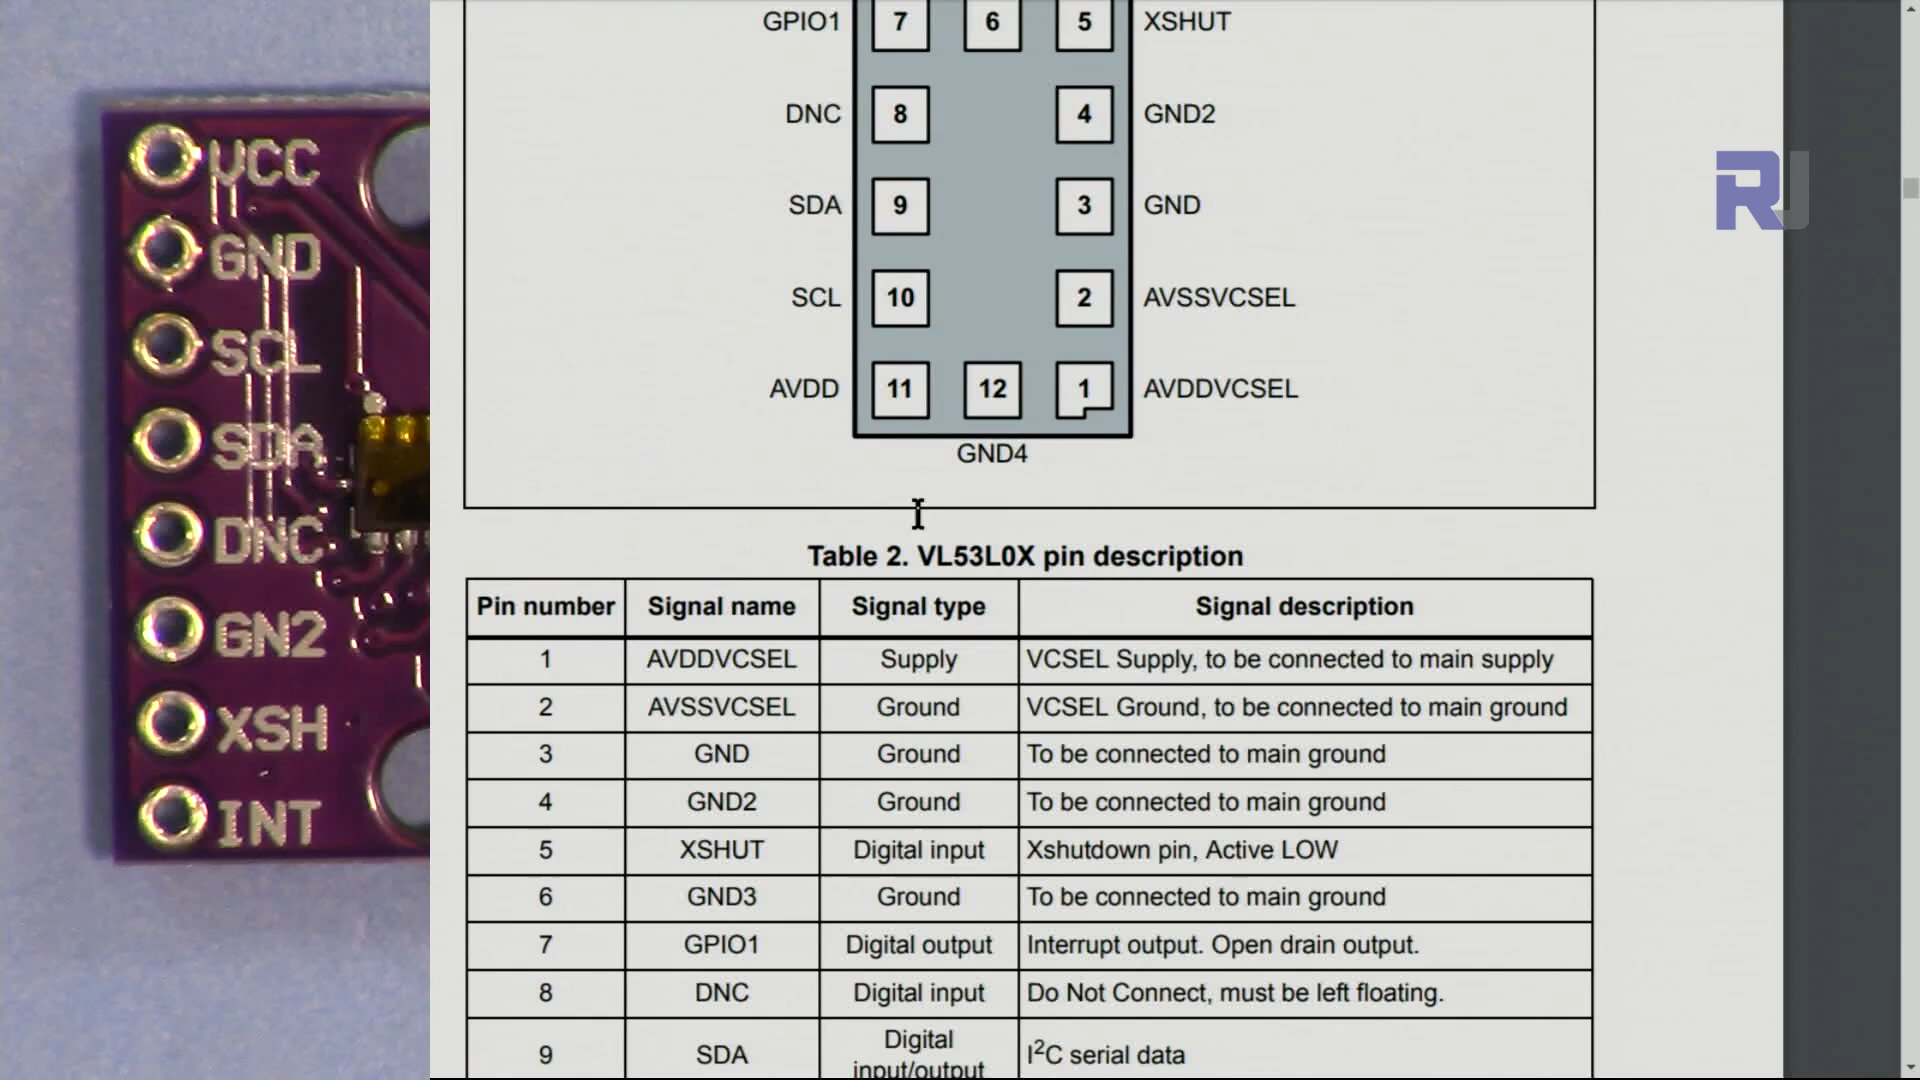 VCC
GND
SCL
SDA
DNC
GN2
XSH
INT
GPIO1 7 6 5 XSHUT
DNC 8 4 GND2
SDA 9 3 GND
SCL 10 2 AVSSVCSEL
AVDD 11 12 1 AVDDVCSEL
GND4
RJ
Table 2. VL53L0X pin description
Pin number Signal name Signal type Signal description
1 AVDDVCSEL Supply VCSEL Supply, to be connected to main supply
2 AVSSVCSEL Ground VCSEL Ground, to be connected to main ground
3 GND Ground To be connected to main ground
4 GND2 Ground To be connected to main ground
5 XSHUT Digital input Xshutdown pin, Active LOW
6 GND3 Ground To be connected to main ground
7 GPIO1 Digital output Interrupt output. Open drain output.
8 DNC Digital input Do Not Connect, must be left floating.
9 SDA Digital input/output I²C serial data